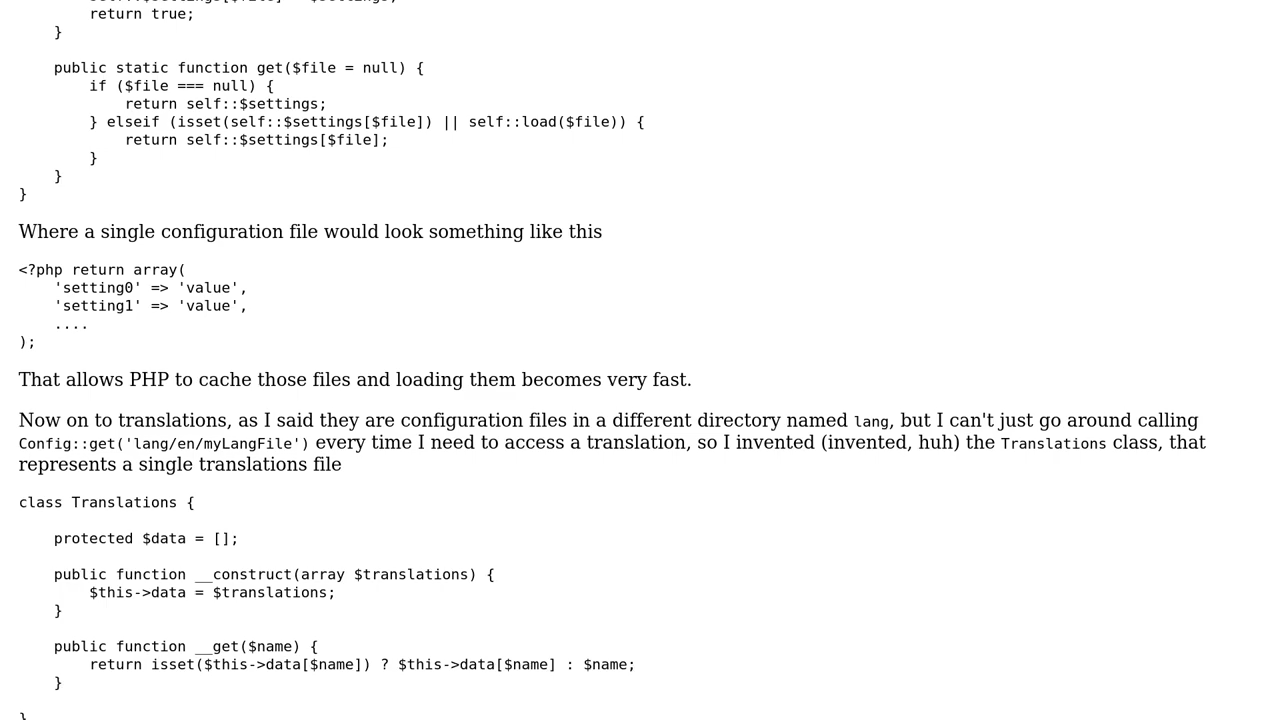 self::$settings[$file] = $settings;
        return true;
    }

    public static function get($file = null) {
        if ($file === null) {
            return self::$settings;
        } elseif (isset(self::$settings[$file]) || self::load($file)) {
            return self::$settings[$file];
        }
    }
}
Where a single configuration file would look something like this
<?php return array(
    'setting0' => 'value',
    'setting1' => 'value',
    ....
);
That allows PHP to cache those files and loading them becomes very fast.
Now on to translations, as I said they are configuration files in a different directory named lang, but I can't just go around calling
Config::get('lang/en/myLangFile') every time I need to access a translation, so I invented (invented, huh) the Translations class, that
represents a single translations file
class Translations {

    protected $data = [];

    public function __construct(array $translations) {
        $this->data = $translations;
    }

    public function __get($name) {
        return isset($this->data[$name]) ? $this->data[$name] : $name;
    }

}